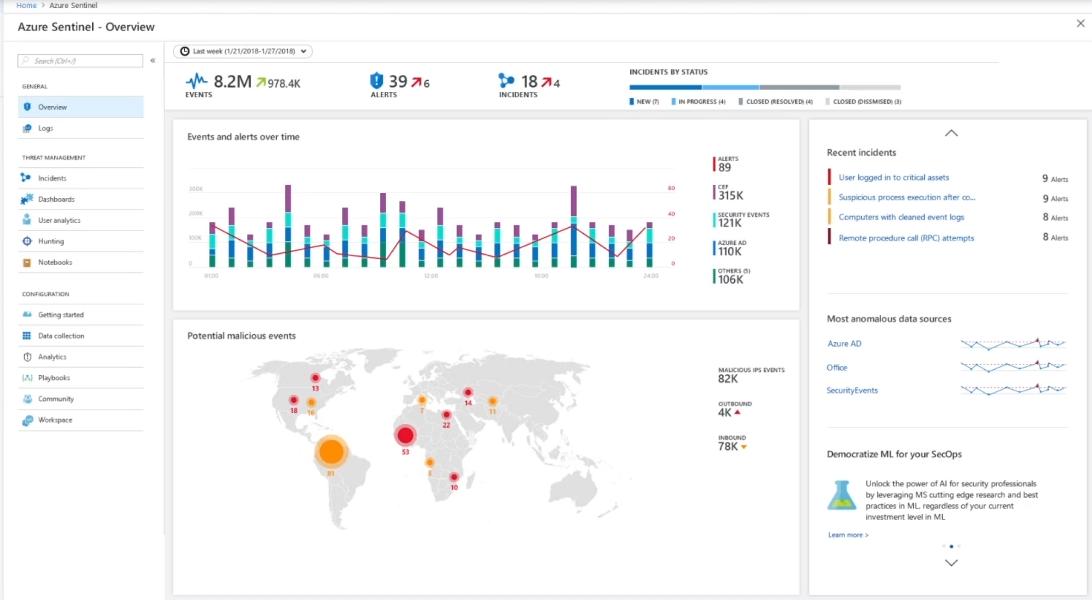 Home > Azure Sentinel
Azure Sentinel - Overview
Search (Ctrl+/)
«
GENERAL
Overview
Logs
THREAT MANAGEMENT
Incidents
Dashboards
User analytics
Hunting
Notebooks
CONFIGURATION
Getting started
Data collection
Analytics
Playbooks
Community
Workspace
Last week (1/21/2018-1/27/2018)
8.2M 978.4K
EVENTS
39 6
ALERTS
18 4
INCIDENTS
INCIDENTS BY STATUS
NEW (7) IN PROGRESS (4) CLOSED (RESOLVED) (4) CLOSED (DISSMISED) (3)
Events and alerts over time
300K
200K
100K
0
60
40
20
0
06:00 12:00 24:00
ALERTS
89
CEF
315K
SECURITY EVENTS
121K
AZURE AD
110K
OTHERS (5)
106K
Potential malicious events
13
18
16
7
14
11
22
53
81
10
MALICIOUS IPS EVENTS
82K
OUTBOUND
4K
INBOUND
78K
Recent incidents
User logged in to critical assets 9 Alerts
Suspicious process execution after co... 9 Alerts
Computers with cleaned event logs 8 Alerts
Remote procedure call (RPC) attempts 8 Alerts
Most anomalous data sources
Azure AD
Office
SecurityEvents
Democratize ML for your SecOps
Unlock the power of AI for security professionals
by leveraging MS cutting edge research and best
practices in ML, regardless of your current
investment level in ML
Learn more >